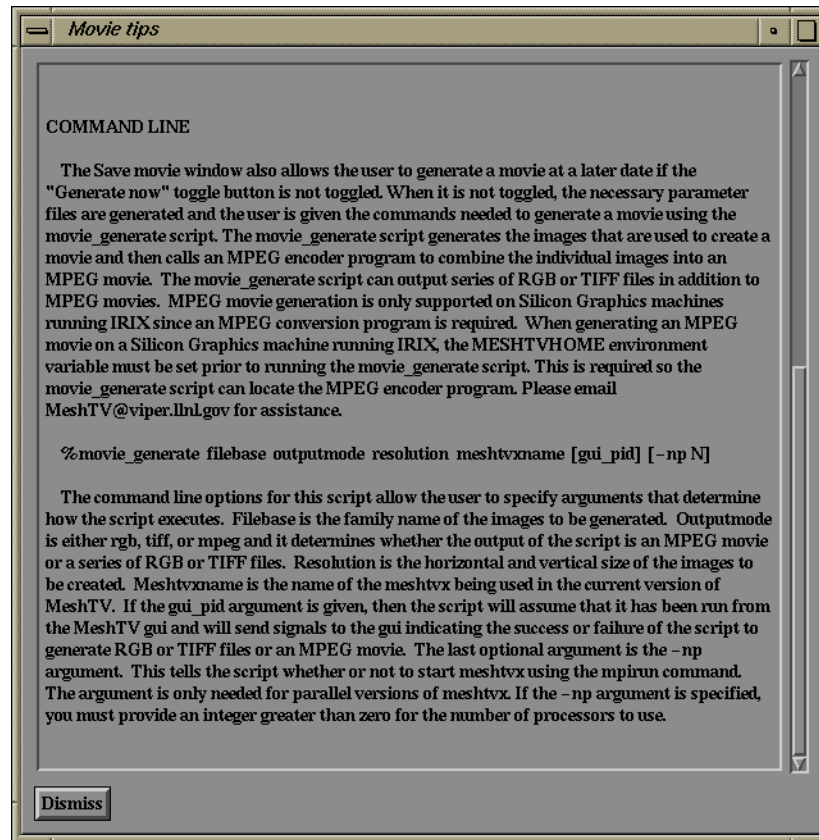 Movie tips
COMMAND LINE
The Save movie window also allows the user to generate a movie at a later date if the
"Generate now" toggle button is not toggled. When it is not toggled, the necessary parameter
files are generated and the user is given the commands needed to generate a movie using the
movie_generate script. The movie_generate script generates the images that are used to create a
movie and then calls an MPEG encoder program to combine the individual images into an
MPEG movie. The movie_generate script can output series of RGB or TIFF files in addition to
MPEG movies. MPEG movie generation is only supported on Silicon Graphics machines
running IRIX since an MPEG conversion program is required. When generating an MPEG
movie on a Silicon Graphics machine running IRIX, the MESHTVHOME environment
variable must be set prior to running the movie_generate script. This is required so the
movie_generate script can locate the MPEG encoder program. Please email
MeshTV@viper.llnl.gov for assistance.
%movie_generate filebase outputmode resolution meshtvxname [gui_pid] [-np N]
The command line options for this script allow the user to specify arguments that determine
how the script executes. Filebase is the family name of the images to be generated. Outputmode
is either rgb, tiff, or mpeg and it determines whether the output of the script is an MPEG movie
or a series of RGB or TIFF files. Resolution is the horizontal and vertical size of the images to
be created. Meshtvxname is the name of the meshtvx being used in the current version of
MeshTV. If the gui_pid argument is given, then the script will assume that it has been run from
the MeshTV gui and will send signals to the gui indicating the success or failure of the script to
generate RGB or TIFF files or an MPEG movie. The last optional argument is the -np
argument. This tells the script whether or not to start meshtvx using the mpirun command.
The argument is only needed for parallel versions of meshtvx. If the -np argument is specified,
you must provide an integer greater than zero for the number of processors to use.
Dismiss